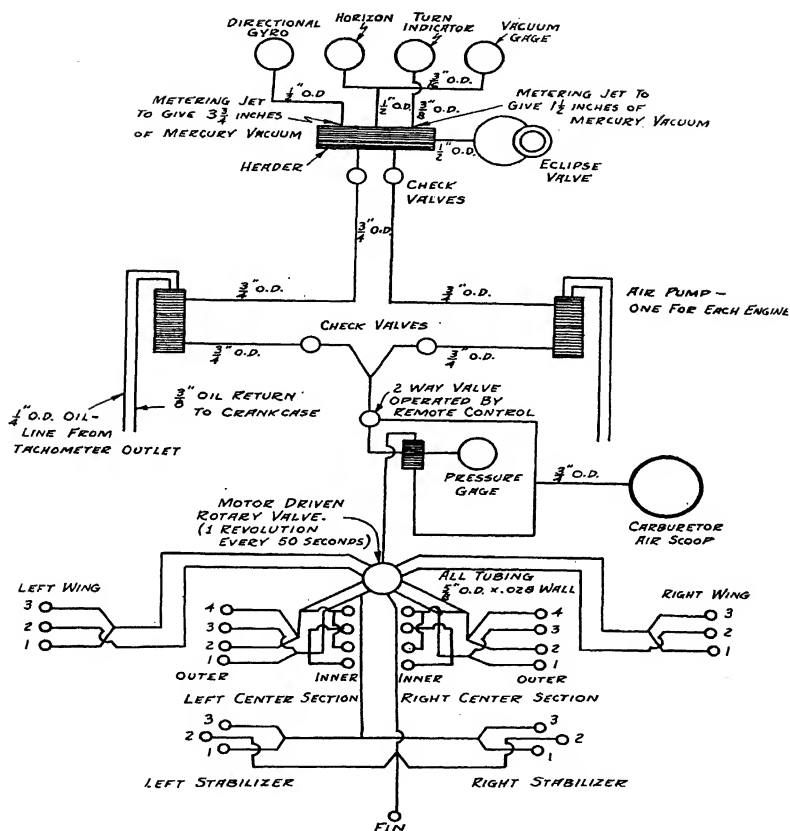 DIRECTIONAL
GYRO
HORIZON
TURN
INDICATOR
VACUUM
GAGE
3/8" O.D.
1/2" O.D.
1/2" O.D.
3/8" O.D.
METERING JET
TO GIVE 3 3/4 INCHES
OF MERCURY VACUUM
METERING JET TO
GIVE 1 1/2 INCHES OF
MERCURY VACUUM
HEADER
1/2" O.D.
ECLIPSE
VALVE
CHECK
VALVES
3/4" O.D.
3/4" O.D.
3/4" O.D.
AIR PUMP –
ONE FOR EACH ENGINE
CHECK VALVES
3/4" O.D.
3/4" O.D.
1/4" O.D. OIL–
LINE FROM
TACHOMETER OUTLET
3/8" OIL RETURN
TO CRANKCASE
2 WAY VALVE
OPERATED BY
REMOTE CONTROL
PRESSURE
GAGE
3/4" O.D.
CARBURETOR
AIR SCOOP
MOTOR DRIVEN
ROTARY VALVE.
(1 REVOLUTION
EVERY 50 SECONDS)
ALL TUBING
O.D. x .028 WALL
LEFT WING
3
2
1
RIGHT WING
3
2
1
4
3
2
1
OUTER
INNER
LEFT CENTER SECTION
4
3
2
1
INNER
OUTER
RIGHT CENTER SECTION
3
2
1
LEFT STABILIZER
3
2
1
RIGHT STABILIZER
FIN